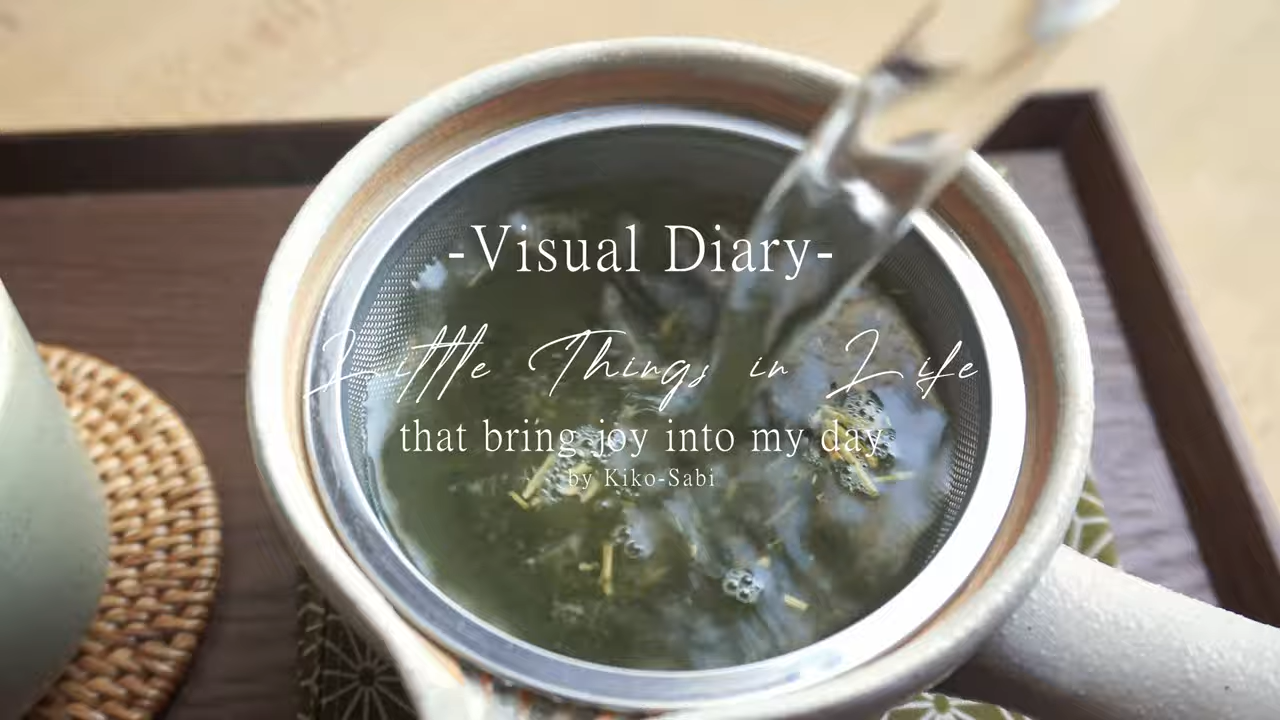 -Visual Diary-
Little Things in Life
that bring joy into my day
by Kiko-Sabi